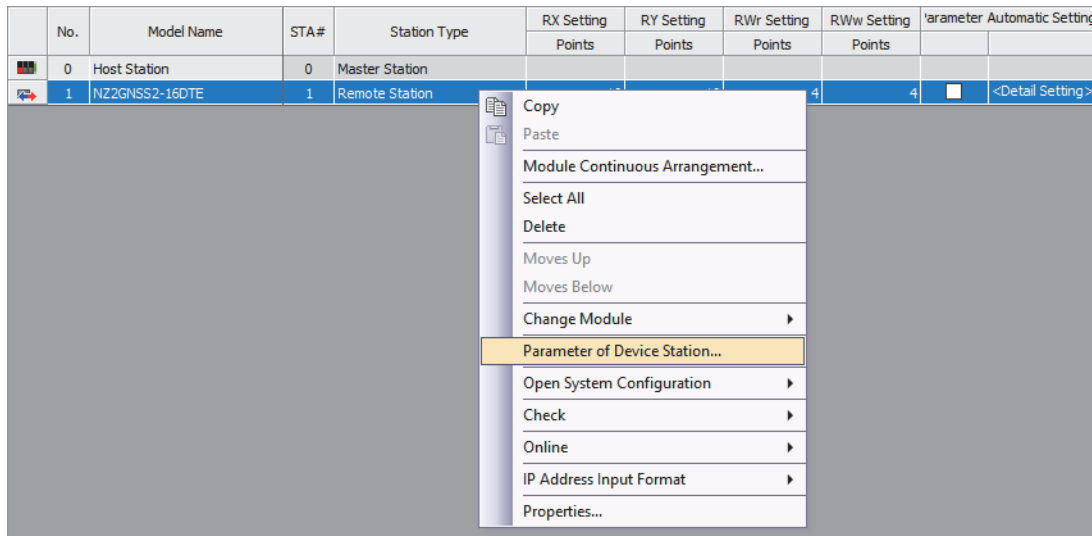 No. Model Name STA# Station Type RX Setting RY Setting RWr Setting RWw Setting arameter Automatic Setting
Points Points Points Points
0 Host Station 0 Master Station
1 NZ2GNSS2-16DTE 1 Remote Station 4 4 <Detail Setting>
Copy
Paste
Module Continuous Arrangement...
Select All
Delete
Moves Up
Moves Below
Change Module
Parameter of Device Station...
Open System Configuration
Check
Online
IP Address Input Format
Properties...